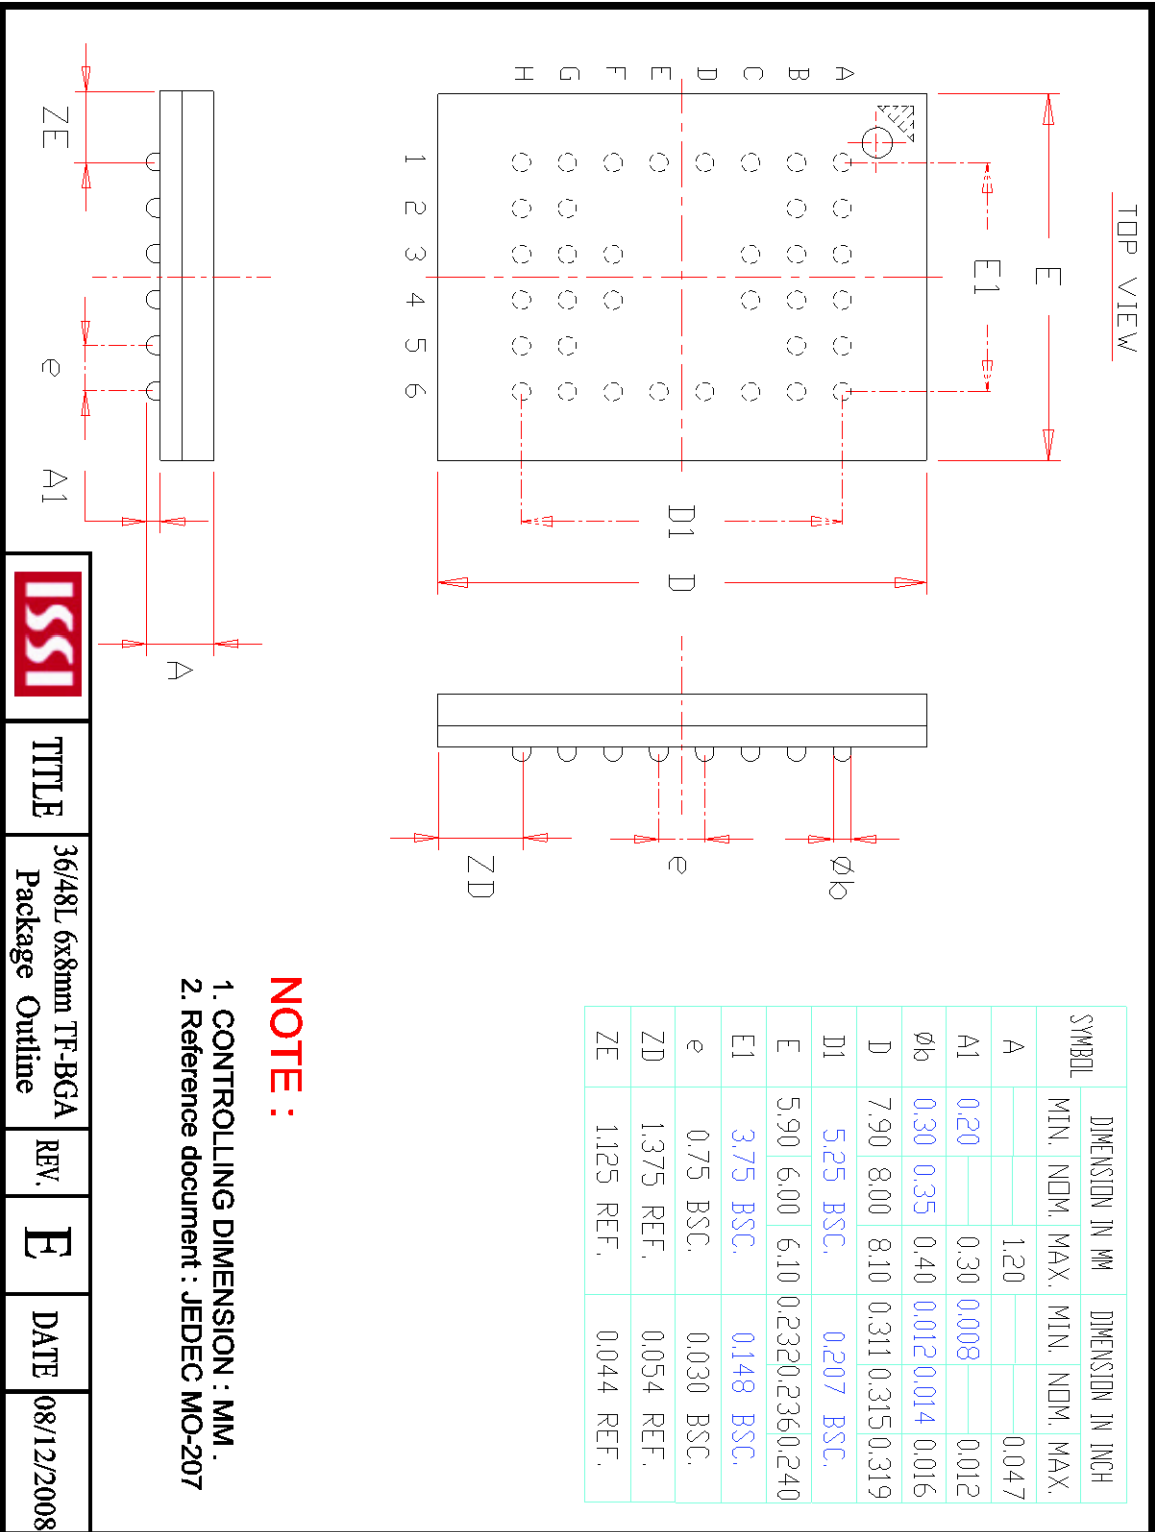 TOP VIEW
A
B
C
D
E
F
G
H
1
2
3
4
5
6
E
E1
D1
D
ZE
e
A1
A
Øb
e
ZD
SYMBOL
DIMENSION IN MM
DIMENSION IN INCH
MIN. NOM. MAX. MIN. NOM. MAX.
A 1.20 0.047
A1 0.20 0.30 0.008 0.012
Øb 0.30 0.35 0.40 0.012 0.014 0.016
D 7.90 8.00 8.10 0.311 0.315 0.319
D1 5.25 BSC. 0.207 BSC.
E 5.90 6.00 6.10 0.232 0.236 0.240
E1 3.75 BSC. 0.148 BSC.
e 0.75 BSC. 0.030 BSC.
ZD 1.375 REF. 0.054 REF.
ZE 1.125 REF. 0.044 REF.
NOTE :
1. CONTROLLING DIMENSION : MM .
2. Reference document : JEDEC MO-207
ISSI
TITLE
36/48L 6x8mm TF-BGA
Package Outline
REV.
E
DATE
08/12/2008